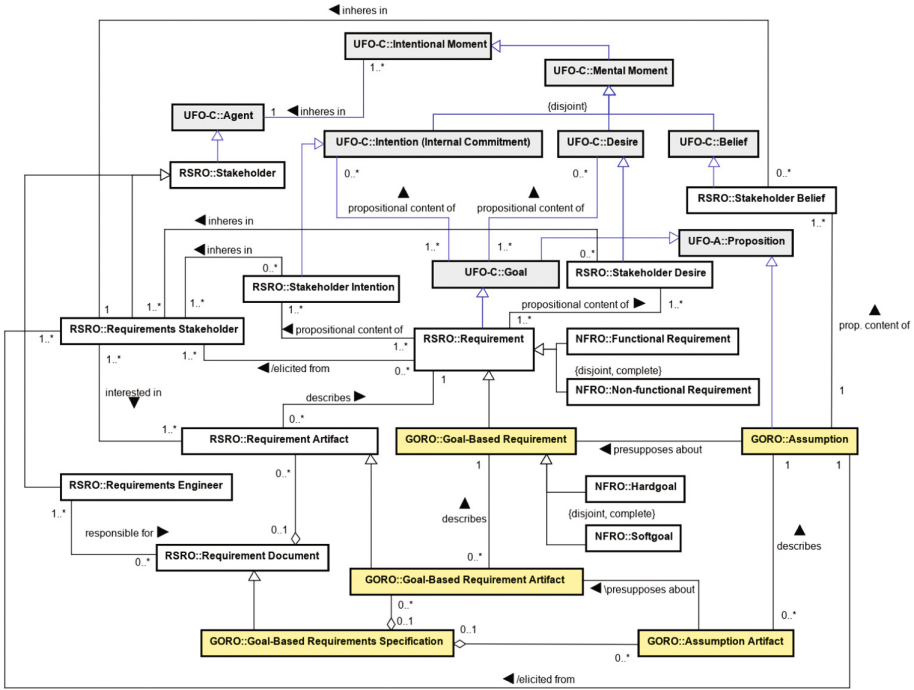 ◀ inheres in
UFO-C::Intentional Moment
1..*
UFO-C::Mental Moment
{disjoint}
UFO-C::Agent
1
◀ inheres in
UFO-C::Intention (Internal Commitment)
UFO-C::Desire
UFO-C::Belief
RSRO::Stakeholder
0..*
0..*
0..*
RSRO::Stakeholder Belief
▲
propositional content of
▲
propositional content of
◀ inheres in
1..*
UFO-A::Proposition
1..*
1..*
0..*
◀ inheres in
0..*
UFO-C::Goal
RSRO::Stakeholder Desire
RSRO::Stakeholder Intention
1
1..*
1..*
1..*
propositional content of ▶
1..*
1..*
▲
prop. content of
RSRO::Requirements Stakeholder
1..*
◀ propositional content of
1..*
RSRO::Requirement
NFRO::Functional Requirement
1..*
1..*
◀ /elicited from
0..*
{disjoint, complete}
1
interested in
▼
describes ▶
NFRO::Non-functional Requirement
1
0..*
1..*
RSRO::Requirement Artifact
GORO::Goal-Based Requirement
◀ presupposes about
GORO::Assumption
0..*
1
1
1
RSRO::Requirements Engineer
NFRO::Hardgoal
1..*
▲
describes
{disjoint, complete}
responsible for ▶
0..1
NFRO::Softgoal
▲
describes
0..*
RSRO::Requirement Document
0..*
GORO::Goal-Based Requirement Artifact
◀ \presupposes about
0..*
0..1
0..*
GORO::Goal-Based Requirements Specification
0..1
0..*
GORO::Assumption Artifact
◀ /elicited from